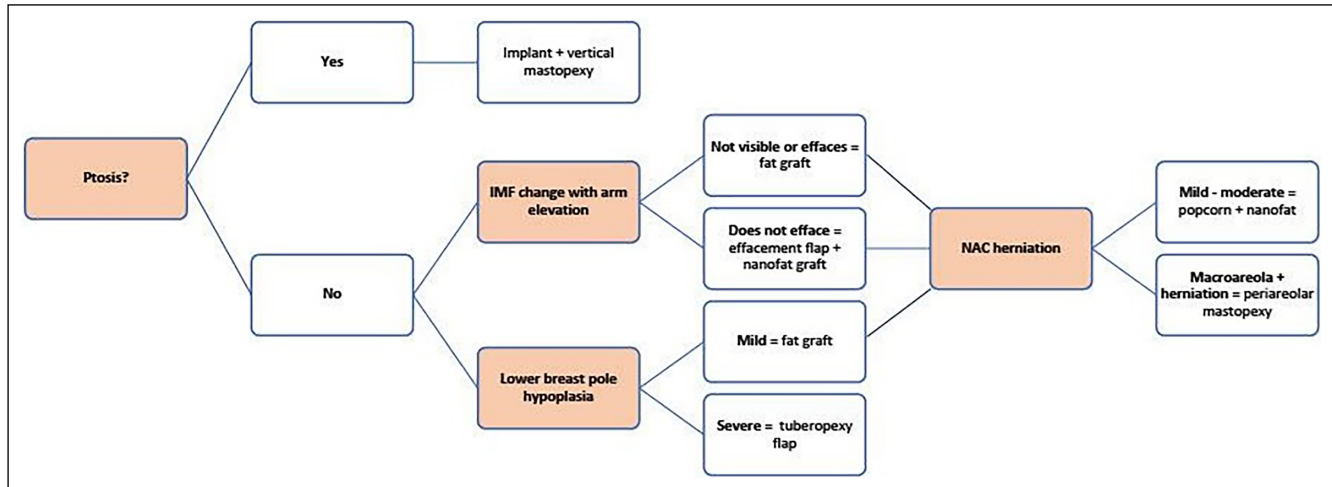 Ptosis?
Yes
Implant + vertical
mastopexy
No
IMF change with arm
elevation
Not visible or effaces =
fat graft
Does not efface =
effacement flap +
nanofat graft
Lower breast pole
hypoplasia
Mild = fat graft
Severe = tuberopexy
flap
NAC herniation
Mild - moderate =
popcorn + nanofat
Macroareola +
herniation = periareolar
mastopexy